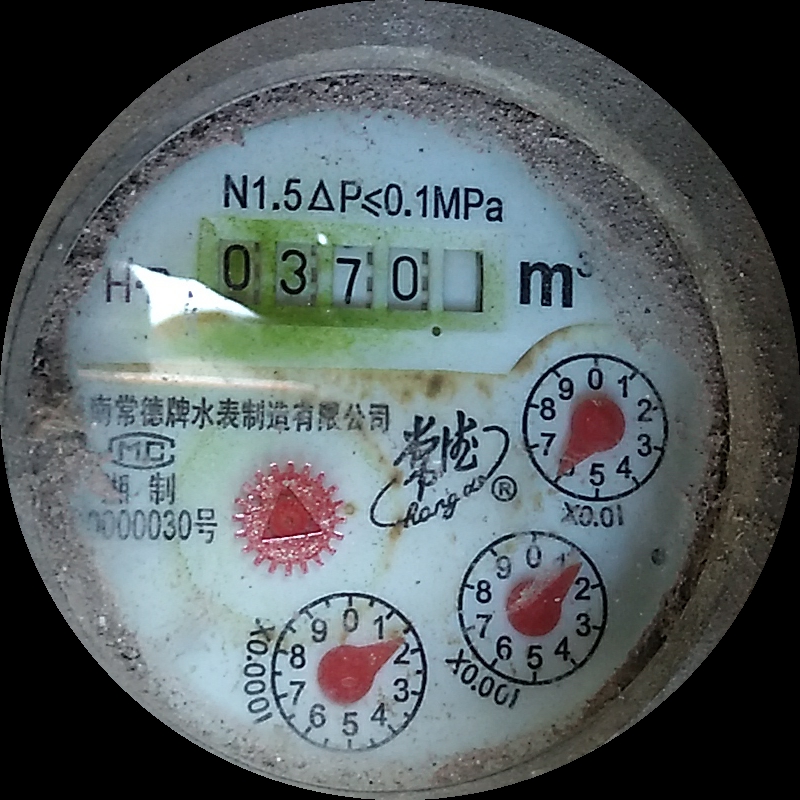 N1.5ΔP≤0.1MPa
0370
m³
南常德牌水表制造有限公司
MC
制
0000030号
常德
®
0 1 2 3 4 5 7 8 9
X0.01
0 1 2 3 4 5 6 7 8 9
X0.001
0 1 2 3 4 5 6 7 8 9
X0.0001